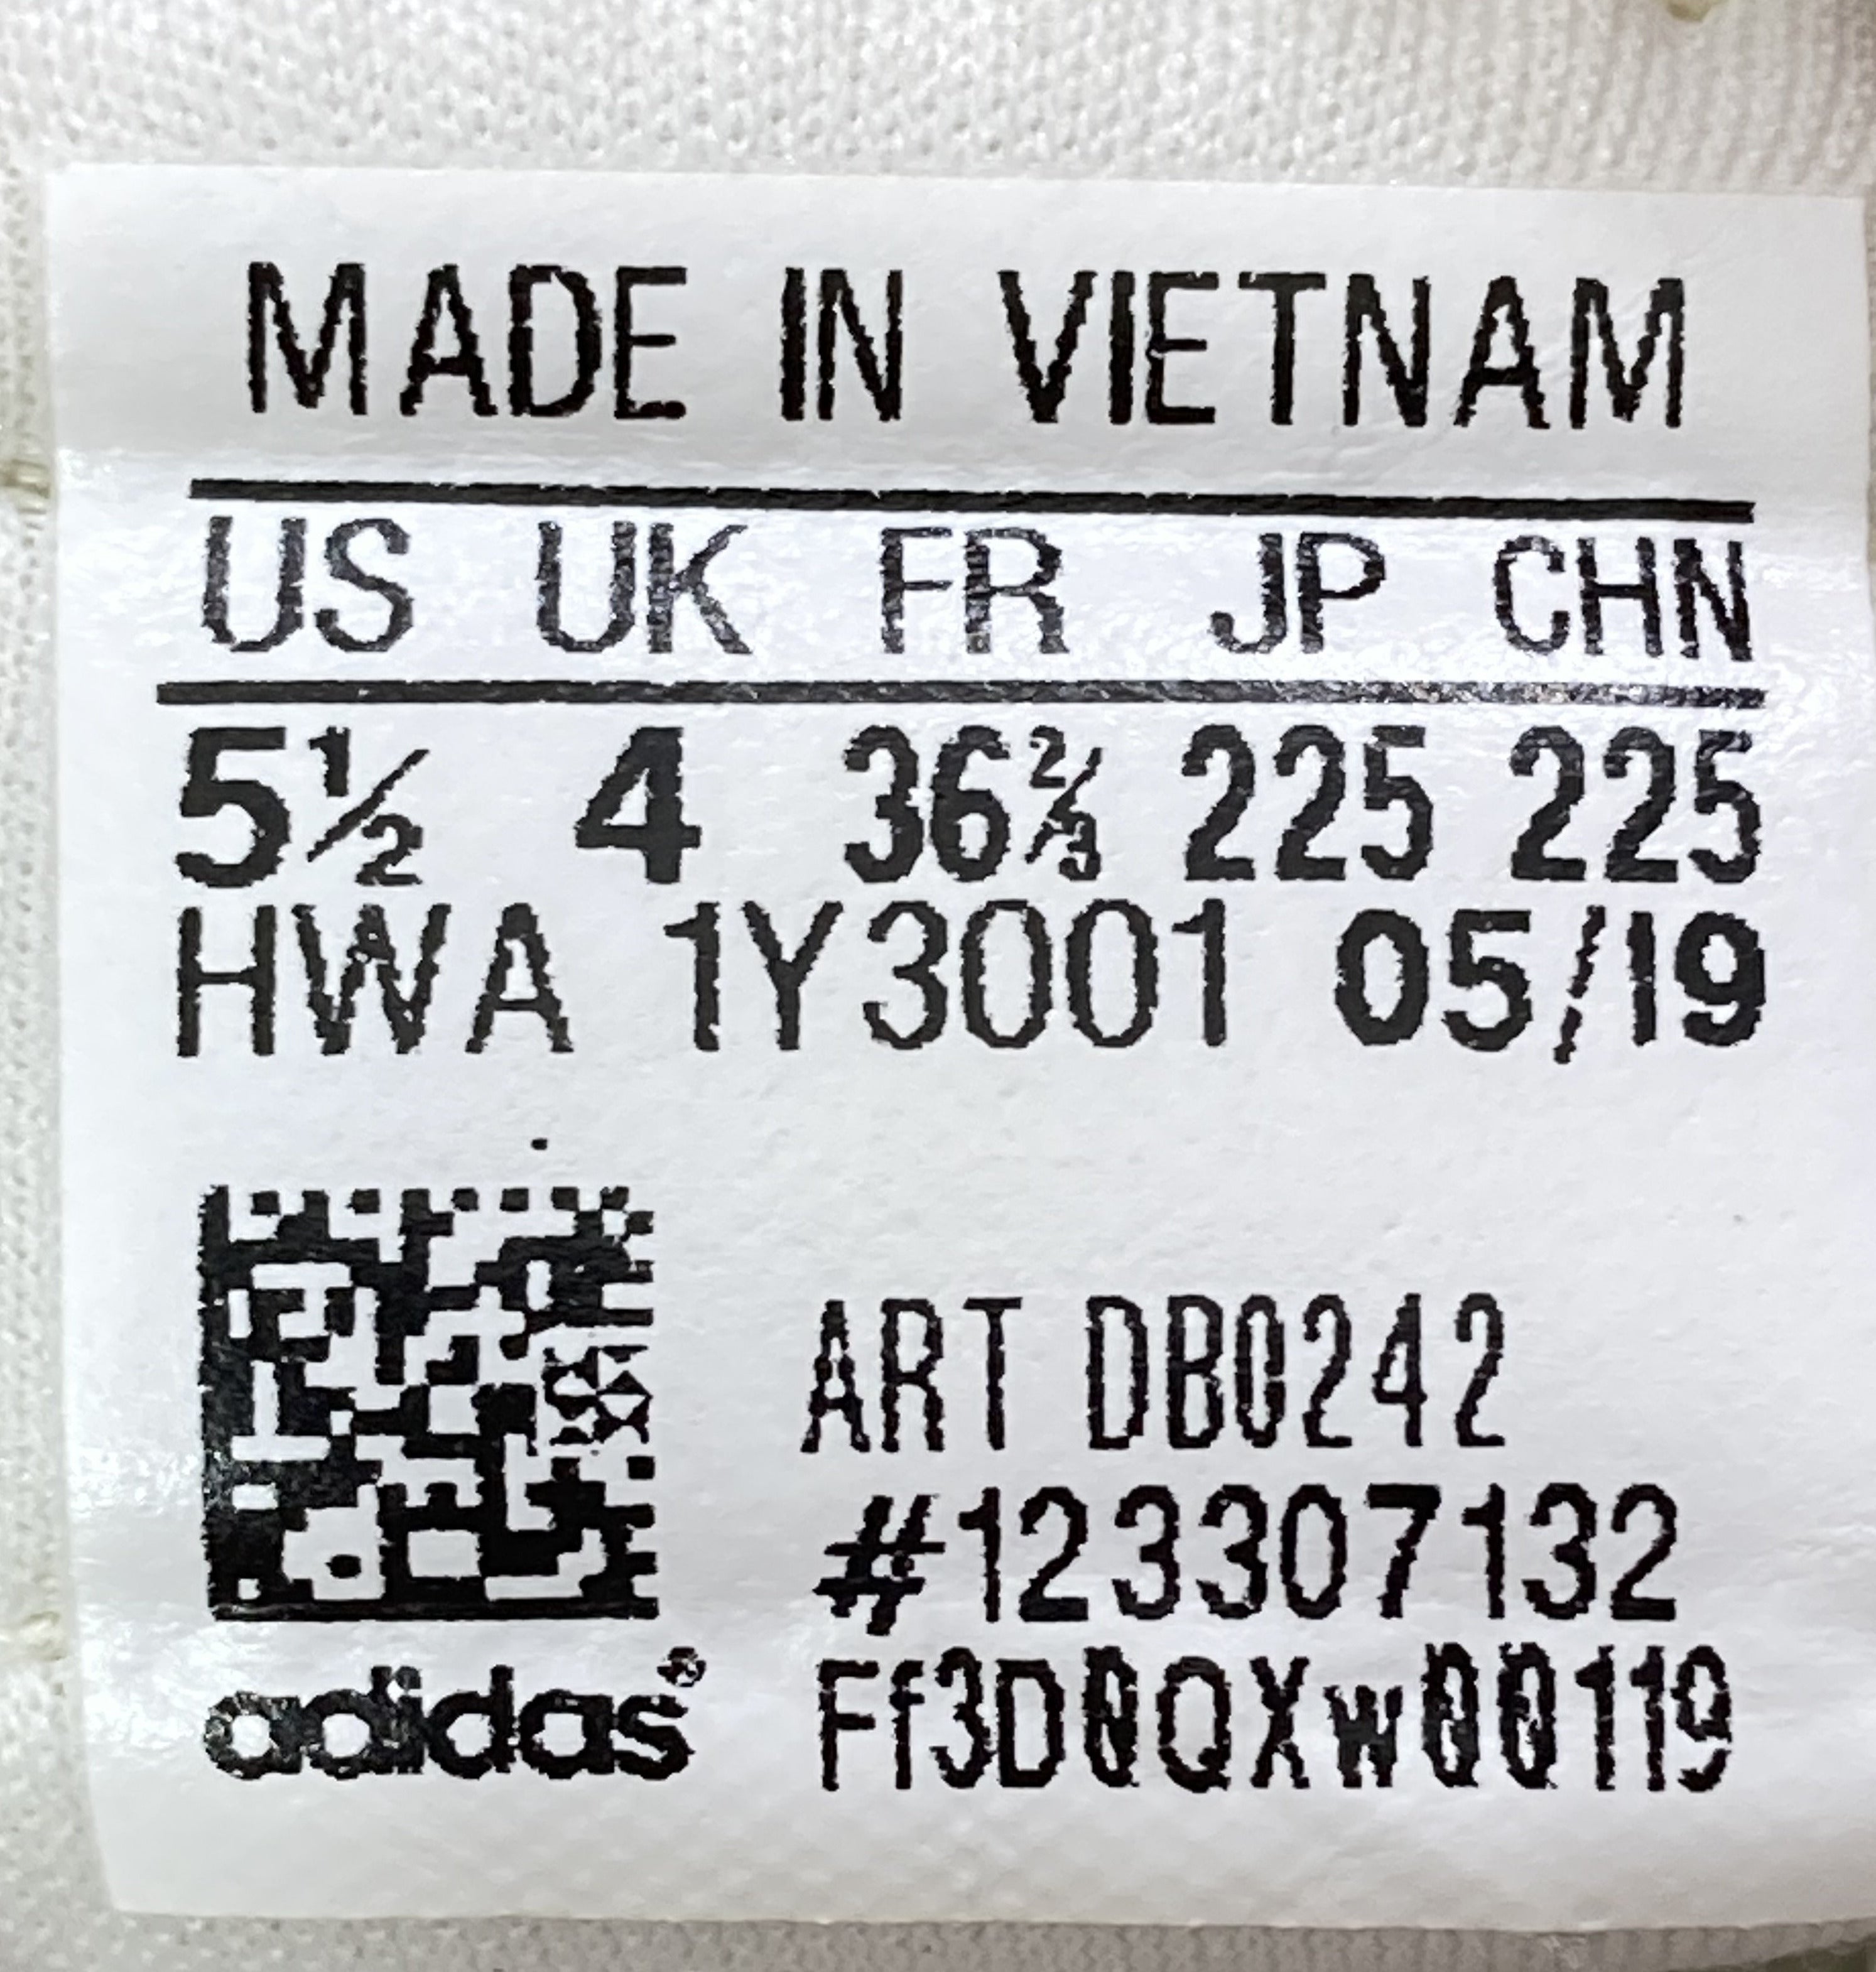 MADE IN VIETNAM
US UK FR JP CHN
5½ 4 36⅔ 225 225
HWA 1Y3001 05/19
ART DB0242
#123307132
adidas®
Ff3D0QXw00119